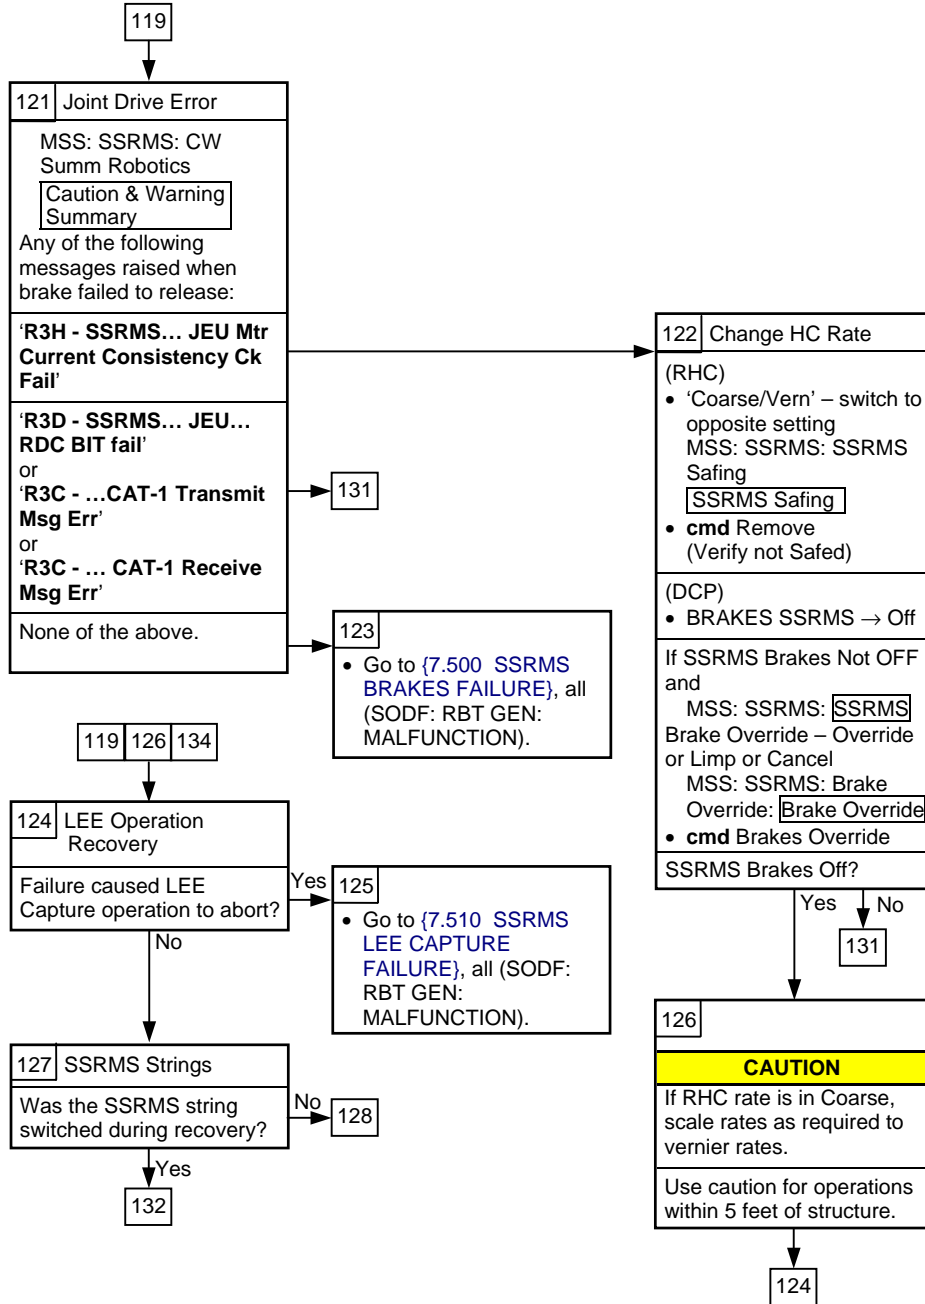 119
121 Joint Drive Error
MSS: SSRMS: CW
Summ Robotics
Caution & Warning
Summary
Any of the following
messages raised when
brake failed to release:
‘R3H - SSRMS… JEU Mtr
Current Consistency Ck
Fail’
‘R3D - SSRMS… JEU…
RDC BIT fail’
or
‘R3C - …CAT-1 Transmit
Msg Err’
or
‘R3C - … CAT-1 Receive
Msg Err’
131
None of the above.
123
• Go to {7.500 SSRMS
BRAKES FAILURE}, all
(SODF: RBT GEN:
MALFUNCTION).
122 Change HC Rate
(RHC)
• ‘Coarse/Vern’ – switch to
opposite setting
MSS: SSRMS: SSRMS
Safing
SSRMS Safing
• cmd Remove
(Verify not Safed)
(DCP)
• BRAKES SSRMS → Off
If SSRMS Brakes Not OFF
and
MSS: SSRMS: SSRMS
Brake Override – Override
or Limp or Cancel
MSS: SSRMS: Brake
Override: Brake Override
• cmd Brakes Override
SSRMS Brakes Off?
Yes No
131
126
CAUTION
If RHC rate is in Coarse,
scale rates as required to
vernier rates.
Use caution for operations
within 5 feet of structure.
124
119 126 134
124 LEE Operation
Recovery
Failure caused LEE
Capture operation to abort?
Yes
No
125
• Go to {7.510 SSRMS
LEE CAPTURE
FAILURE}, all (SODF:
RBT GEN:
MALFUNCTION).
127 SSRMS Strings
Was the SSRMS string
switched during recovery?
No
128
Yes
132